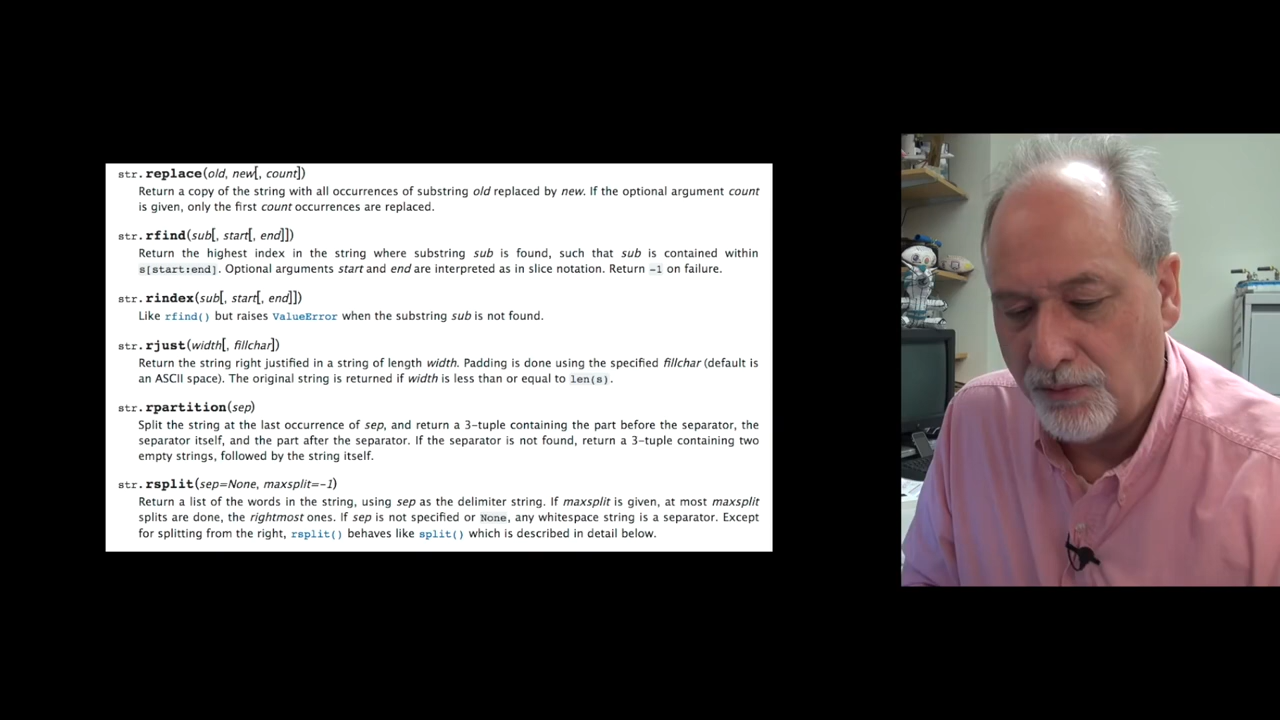 str.replace(old, new[, count])
Return a copy of the string with all occurrences of substring old replaced by new. If the optional argument count
is given, only the first count occurrences are replaced.
str.rfind(sub[, start[, end]])
Return the highest index in the string where substring sub is found, such that sub is contained within
s[start:end]. Optional arguments start and end are interpreted as in slice notation. Return -1 on failure.
str.rindex(sub[, start[, end]])
Like rfind() but raises ValueError when the substring sub is not found.
str.rjust(width[, fillchar])
Return the string right justified in a string of length width. Padding is done using the specified fillchar (default is
an ASCII space). The original string is returned if width is less than or equal to len(s).
str.rpartition(sep)
Split the string at the last occurrence of sep, and return a 3-tuple containing the part before the separator, the
separator itself, and the part after the separator. If the separator is not found, return a 3-tuple containing two
empty strings, followed by the string itself.
str.rsplit(sep=None, maxsplit=-1)
Return a list of the words in the string, using sep as the delimiter string. If maxsplit is given, at most maxsplit
splits are done, the rightmost ones. If sep is not specified or None, any whitespace string is a separator. Except
for splitting from the right, rsplit() behaves like split() which is described in detail below.